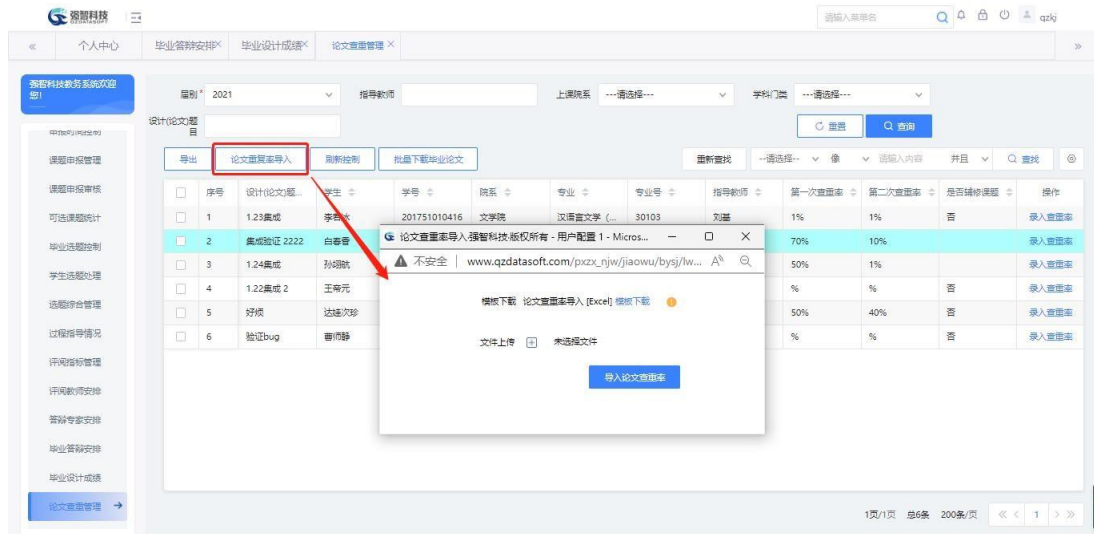 强智科技
QZDATASOFT
请输入菜单名
qzkj
«
个人中心
毕业答辩安排×
毕业设计成绩×
论文查重管理×
»
强智科技教务系统欢迎
您!
申报时间控制
课题申报管理
课题申报审核
可选课题统计
毕业选题控制
学生选题处理
选题综合管理
过程指导情况
评阅指标管理
评阅教师安排
答辩专家安排
毕业答辩安排
毕业设计成绩
论文查重管理 →
届别* 2021 指导教师 上课院系 ---请选择--- 学科门类 ---请选择---
设计(论文)题
目
重置 查询
导出 论文重复率导入 刷新控制 批量下载毕业论文 重新查找 --请选择-- 像 请输入内容 并且 查找
序号 设计(论文)题... 学生 学号 院系 专业 专业号 指导教师 第一次查重率 第二次查重率 是否辅修课题 操作
1 1.23集成 201751010416 文学院 汉语言文学 (... 30103 刘基 1% 1% 否 录入查重率
2 集成验证 2222 白春香 70% 10% 录入查重率
3 1.24集成 孙翊航 50% 1% 录入查重率
4 1.22集成 2 王帝元 % % 否 录入查重率
5 好烦 达娃次珍 50% 40% 否 录入查重率
6 验证bug 曹师静 % % 否 录入查重率
论文查重率导入-强智科技-版权所有 - 用户配置 1 - Micros...
不安全 | www.qzdatasoft.com/pxzx_njw/jiaowu/bysj/lw...
模板下载 论文查重率导入 [Excel] 模板下载
文件上传 未选择文件
导入论文查重率
1页/1页 总6条 200条/页 « < 1 > »